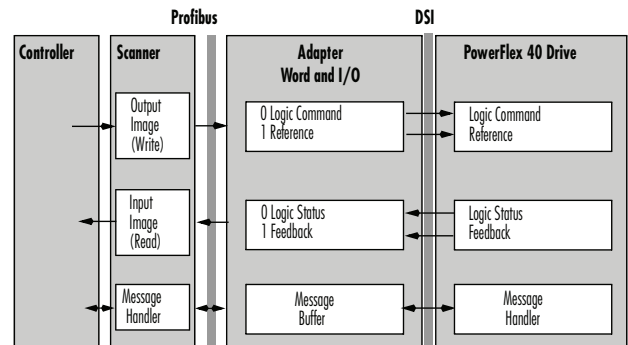 Profibus
DSI
Controller
Scanner
Adapter
Word and I/O
PowerFlex 40 Drive
Output
Image
(Write)
0 Logic Command
1 Reference
Logic Command
Reference
Input
Image
(Read)
0 Logic Status
1 Feedback
Logic Status
Feedback
Message
Handler
Message
Buffer
Message
Handler